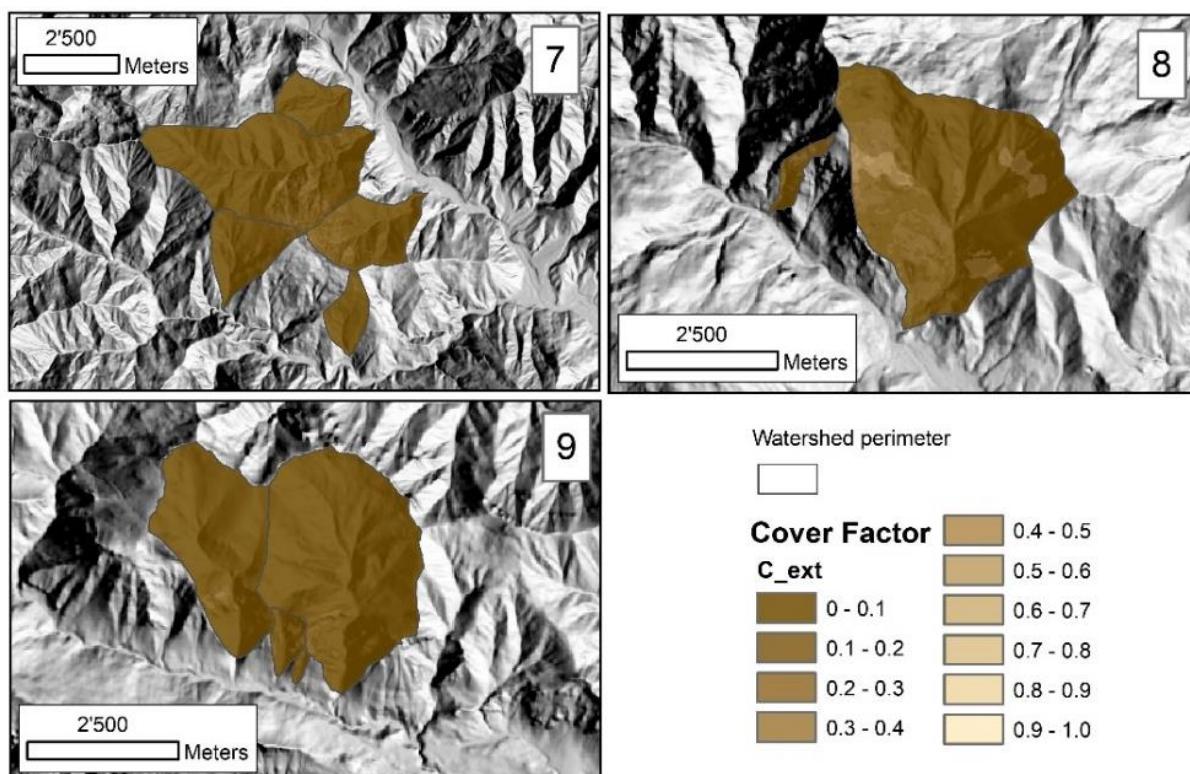 2'500
Meters
7
8
2'500
Meters
9
2'500
Meters
Watershed perimeter
Cover Factor
C_ext
0 - 0.1
0.1 - 0.2
0.2 - 0.3
0.3 - 0.4
0.4 - 0.5
0.5 - 0.6
0.6 - 0.7
0.7 - 0.8
0.8 - 0.9
0.9 - 1.0